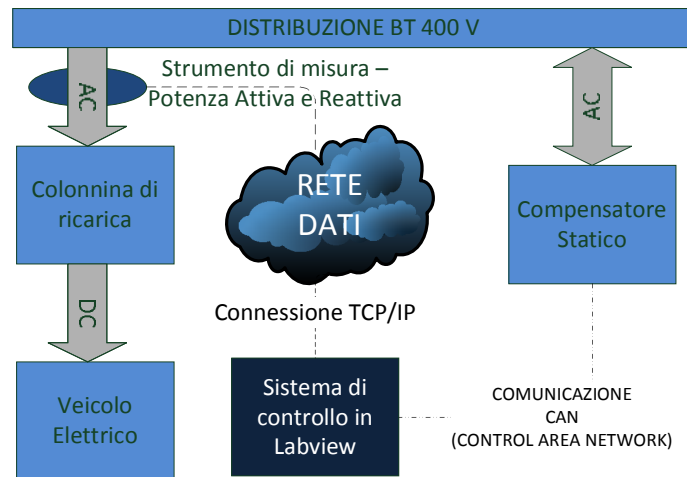 DISTRIBUZIONE BT 400 V
AC
Strumento di misura –
Potenza Attiva e Reattiva
AC
Colonnina di
ricarica
RETE
DATI
Compensatore
Statico
DC
Connessione TCP/IP
Veicolo
Elettrico
Sistema di
controllo in
Labview
COMUNICAZIONE
CAN
(CONTROL AREA NETWORK)